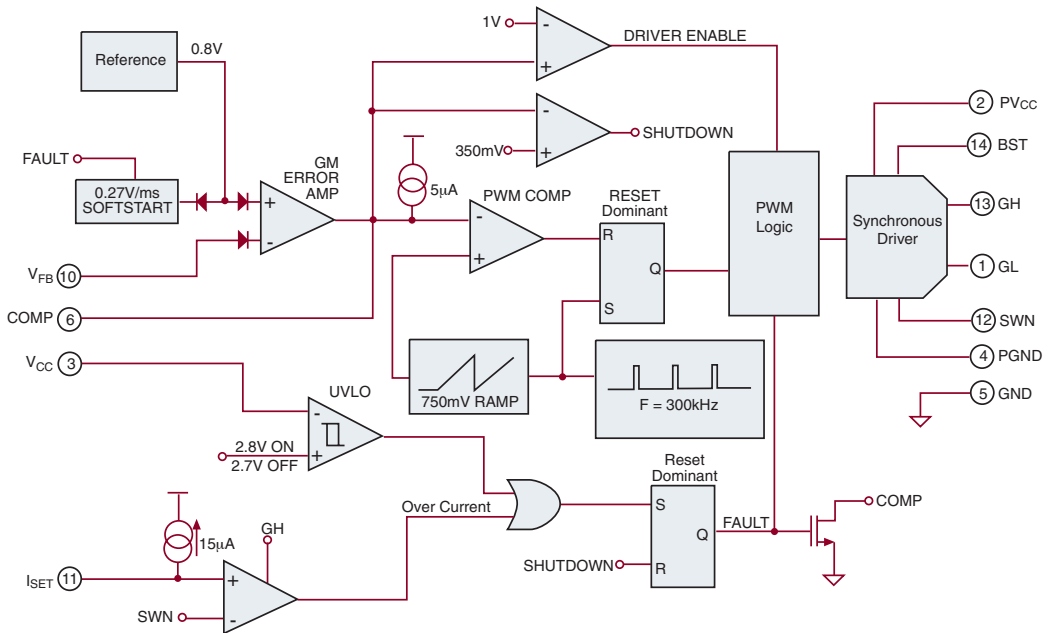 1V
-
+
DRIVER ENABLE
Reference
0.8V
-
+
SHUTDOWN
350mV
2
PVCC
14
BST
FAULT
0.27V/ms
SOFTSTART
GM
ERROR
AMP
+
-
5μA
PWM COMP
-
+
RESET
Dominant
R
Q
S
PWM
Logic
Synchronous
Driver
13
GH
1
GL
VFB
10
COMP
6
12
SWN
VCC
3
4
PGND
750mV RAMP
F = 300kHz
5
GND
UVLO
-
+
2.8V ON
2.7V OFF
Reset
Dominant
Over Current
S
Q
R
FAULT
COMP
15μA
GH
ISET
11
+
-
SWN
SHUTDOWN